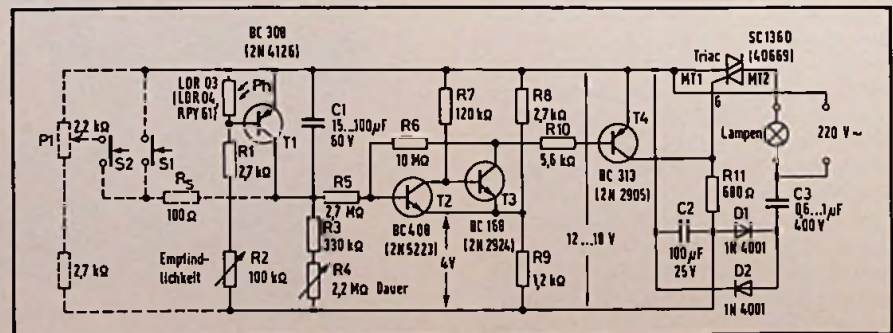 BC 308
(2N 4126)
SC1360
(40669)
Triac
MT1
MT2
G
LDR 03
(LDR 04,
RPY 61)
Ph
T1
C1
15...100µF
60 V
R7
120 kΩ
R8
2,7 kΩ
R6
10 MΩ
R10
5,6 kΩ
T4
Lampen
220 V ~
P1
2,2 kΩ
S2
S1
R1
2,7 kΩ
RS
100 Ω
R5
2,7 MΩ
T2
T3
BC 313
(2N 2905)
R11
680 Ω
C3
0,6...1µF
400 V
BC 408
(2N 5223)
BC 168
(2N 2924)
R3
330 kΩ
2,7 kΩ
Empfind-
lichkeit
R2
100 kΩ
R4
2,2 MΩ Dauer
4V
R9
1,2 kΩ
12...18 V
C2
100µF
25 V
D1
1N 4001
D2
1N 4001